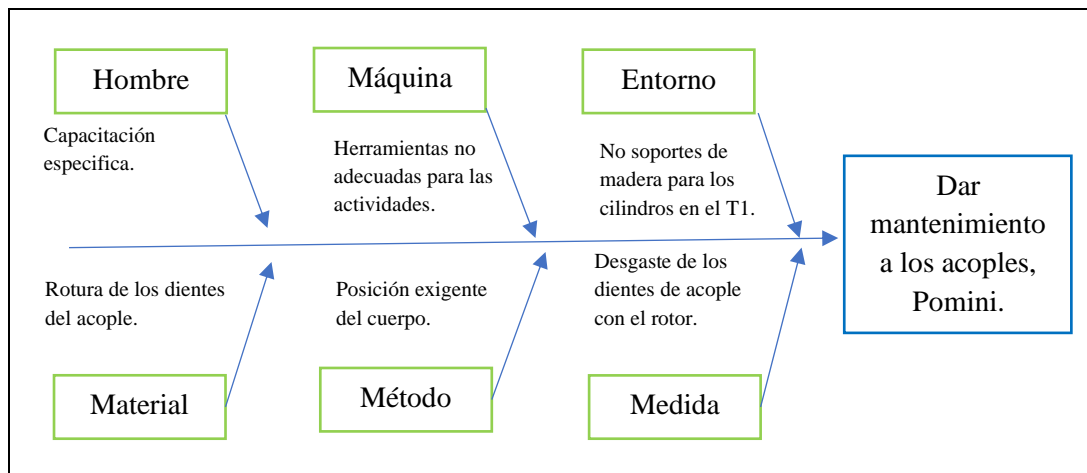 Hombre
Máquina
Entorno
Capacitación
especifica.
Herramientas no
adecuadas para las
actividades.
No soportes de
madera para los
cilindros en el T1.
Dar
mantenimiento
a los acoples,
Pomini.
Rotura de los dientes
del acople.
Posición exigente
del cuerpo.
Desgaste de los
dientes de acople
con el rotor.
Material
Método
Medida